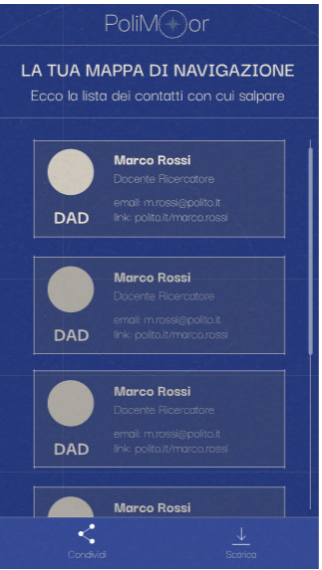 PoliMoor
LA TUA MAPPA DI NAVIGAZIONE
Ecco la lista dei contatti con cui salpare
Marco Rossi
Docente Ricercatore
email: m.rossi@polito.it
link: polito.it/marco.rossi
DAD
Marco Rossi
Docente Ricercatore
email: m.rossi@polito.it
link: polito.it/marco.rossi
DAD
Marco Rossi
Docente Ricercatore
email: m.rossi@polito.it
link: polito.it/marco.rossi
DAD
Marco Rossi
Condividi
Scarica